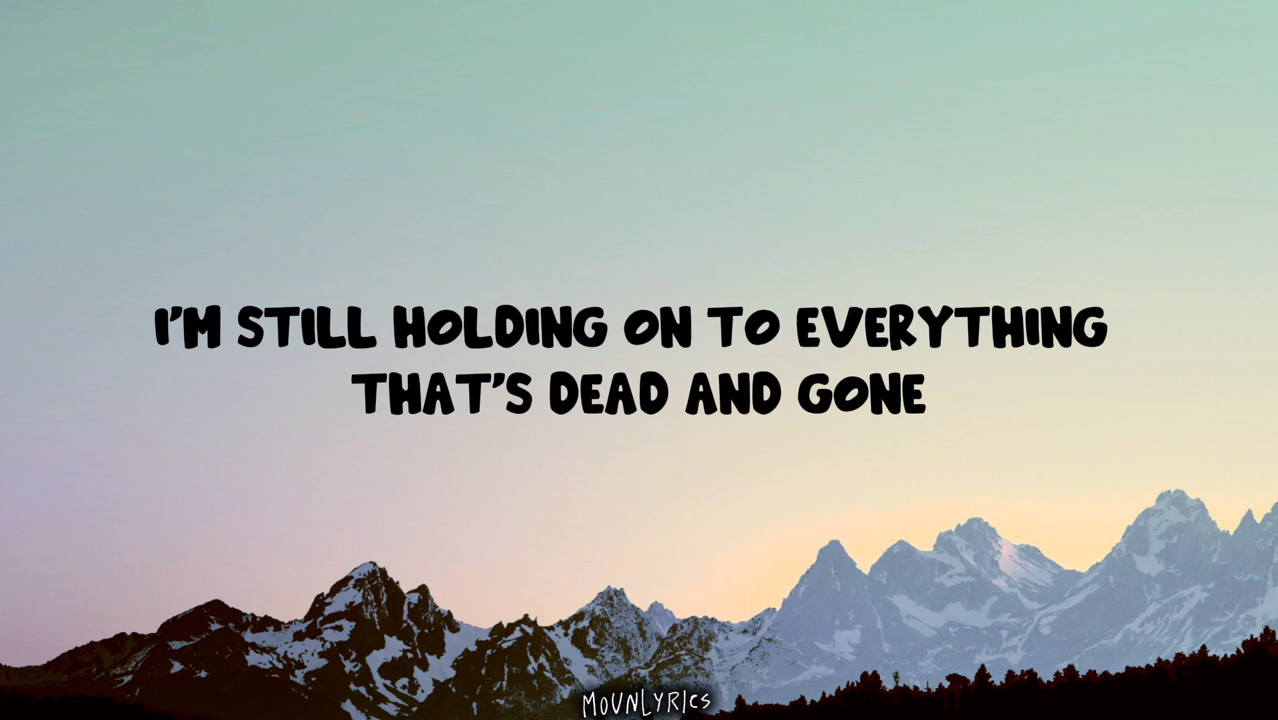 I'M STILL HOLDING ON TO EVERYTHING
THAT'S DEAD AND GONE
MOUNLYRICS